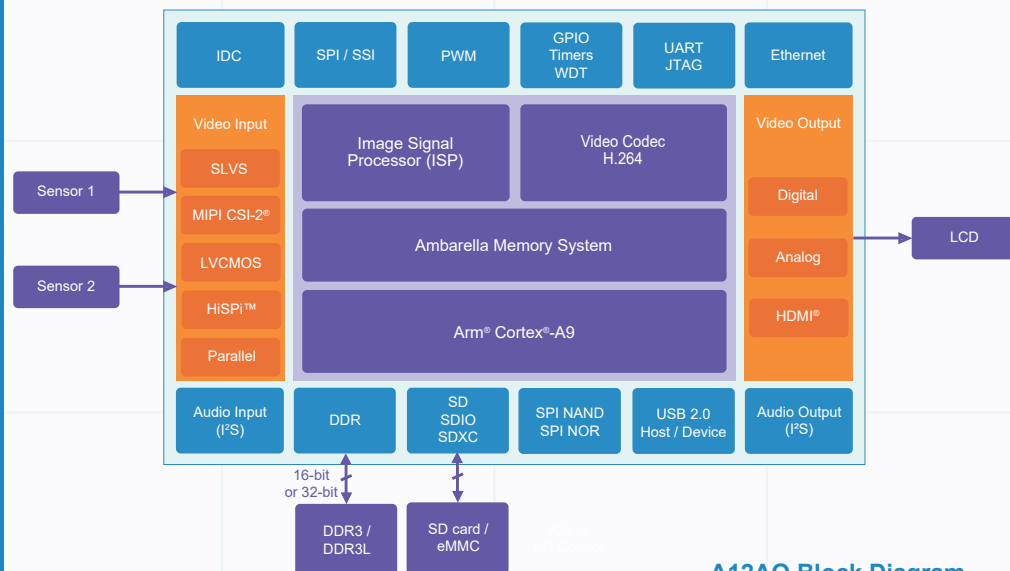 IDC
SPI / SSI
PWM
GPIO
Timers
WDT
UART
JTAG
Ethernet
Video Input
SLVS
MIPI CSI-2®
LVCMOS
HiSPi™
Parallel
Image Signal
Processor (ISP)
Video Codec
H.264
Ambarella Memory System
Arm® Cortex®-A9
Video Output
Digital
Analog
HDMI®
Sensor 1
Sensor 2
LCD
Audio Input
(I²S)
DDR
SD
SDIO
SDXC
SPI NAND
SPI NOR
USB 2.0
Host / Device
Audio Output
(I²S)
16-bit
or 32-bit
DDR3 /
DDR3L
SD card /
eMMC
A12AO Block Diagram